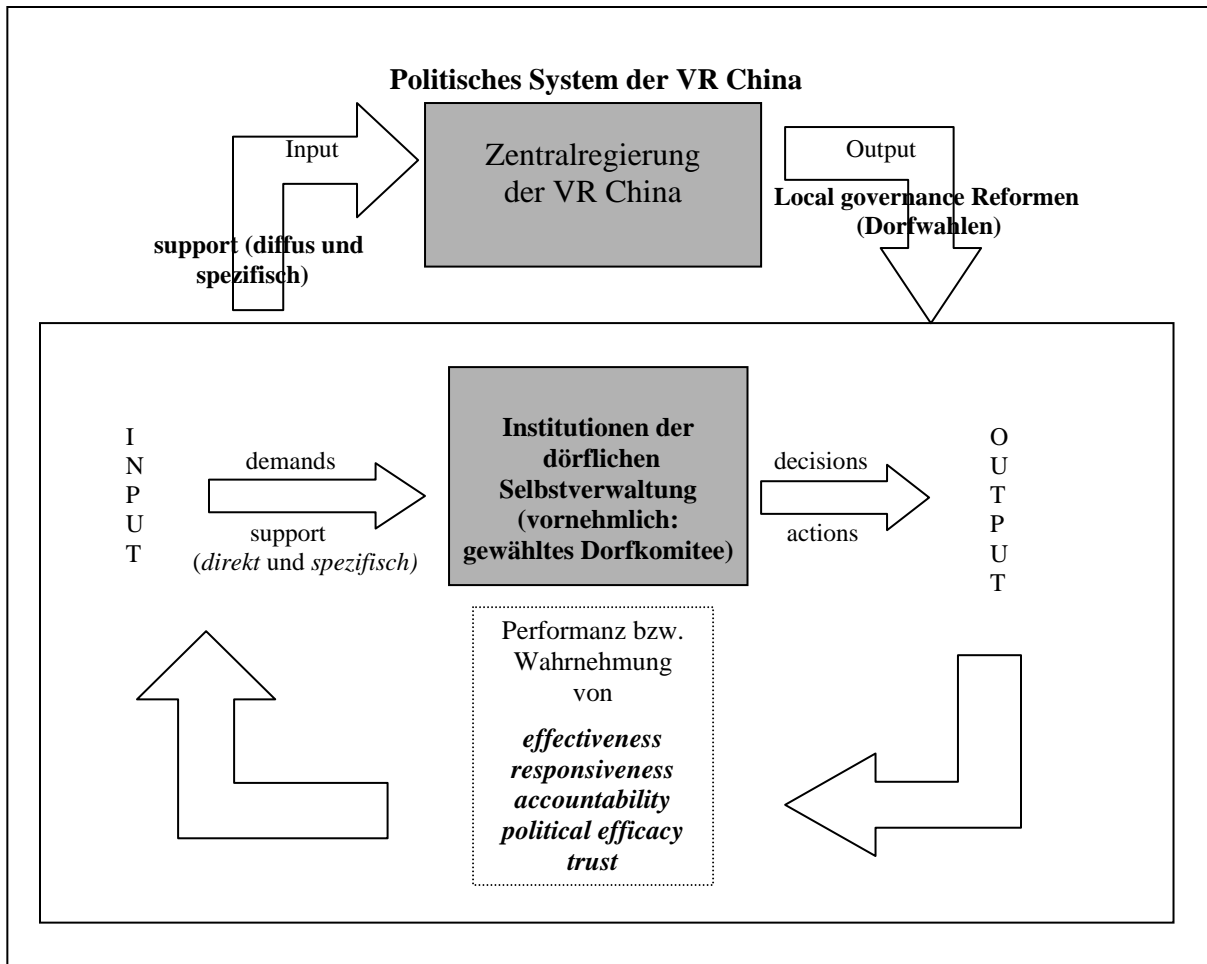 Politisches System der VR China
Input
Zentralregierung
der VR China
Output
support (diffus und
spezifisch)
Local governance Reformen
(Dorfwahlen)
I
N
P
U
T
demands
support
(direkt und spezifisch)
Institutionen der
dörflichen
Selbstverwaltung
(vornehmlich:
gewähltes Dorfkomitee)
decisions
actions
O
U
T
P
U
T
Performanz bzw.
Wahrnehmung
von
effectiveness
responsiveness
accountability
political efficacy
trust